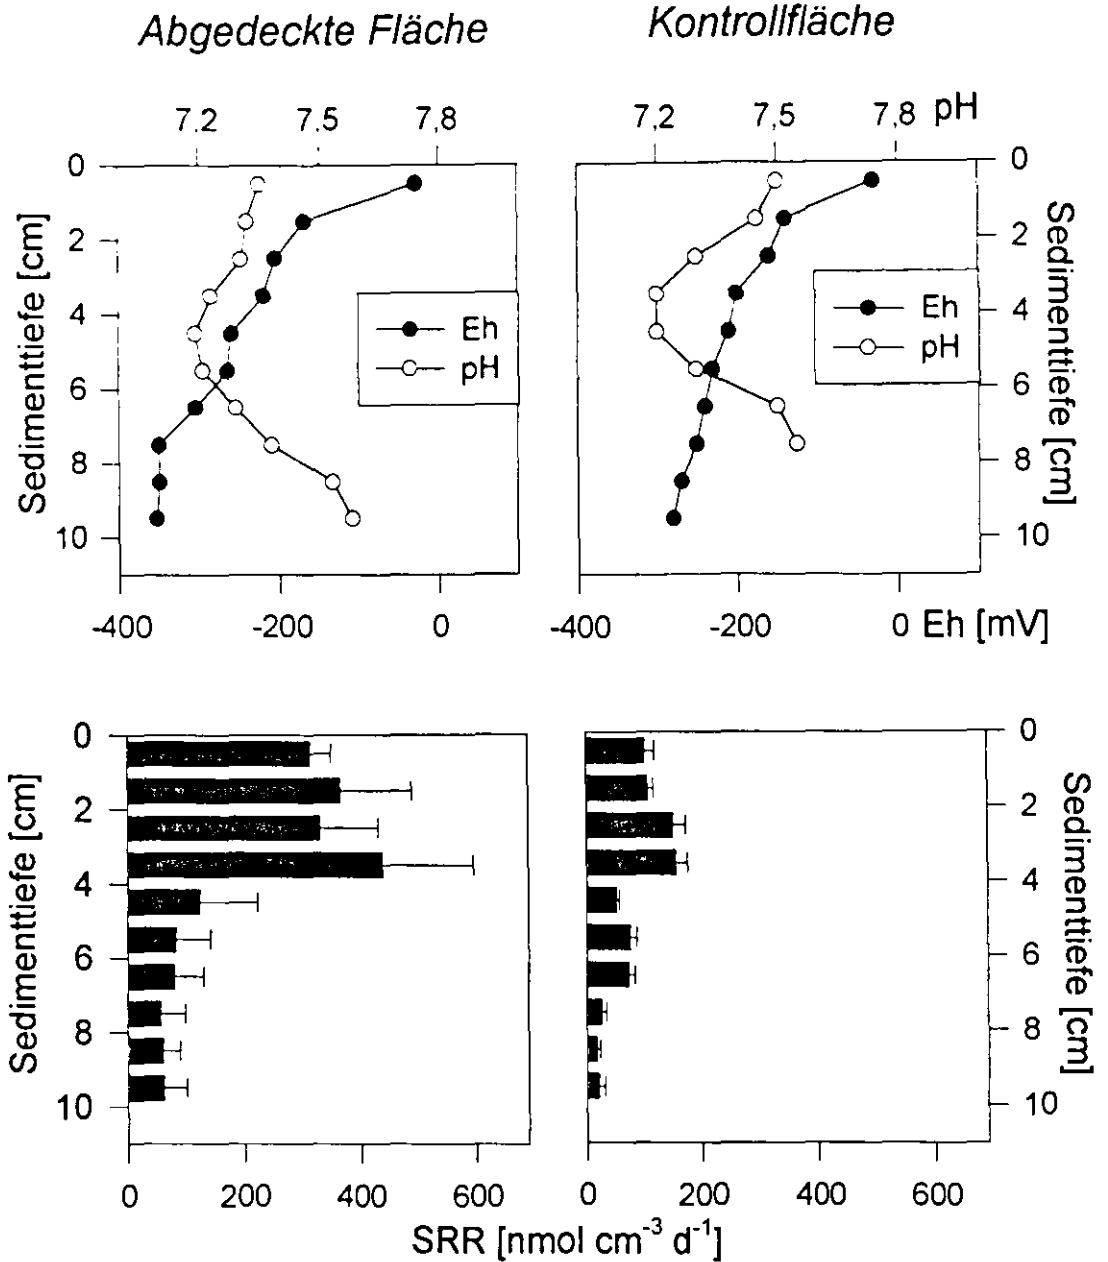 Abgedeckte Fläche Kontrollfläche
7,2 7,5 7,8 7,2 7,5 7,8 pH
0 0
2 2
4 4
6 6
8 8
10 10
Sedimenttiefe [cm]
Eh
pH
Eh
pH
Sedimenttiefe [cm]
-400 -200 0 -400 -200 0 Eh [mV]
0 0
2 2
4 4
6 6
8 8
10 10
Sedimenttiefe [cm]
Sedimenttiefe [cm]
0 200 400 600 0 200 400 600
SRR [nmol cm⁻³ d⁻¹]